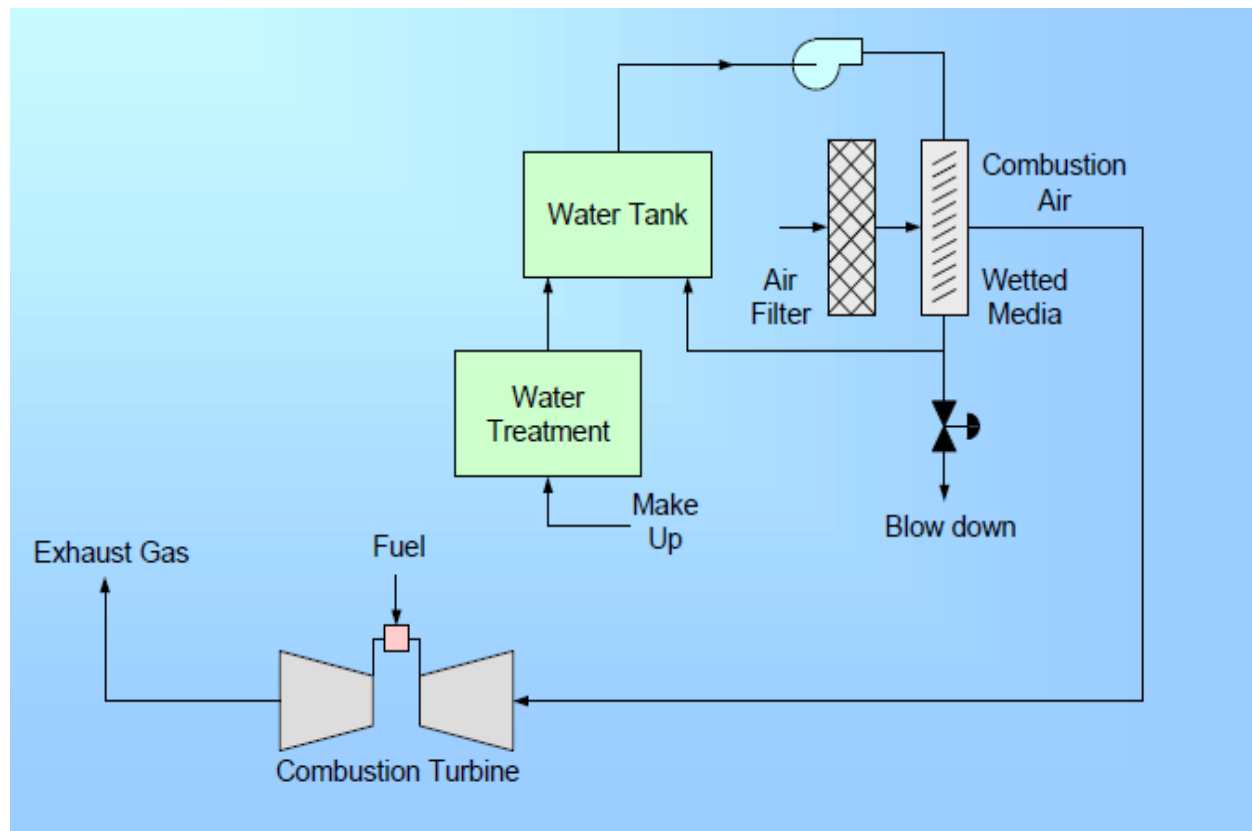 Water Tank
Combustion
Air
Air
Filter
Wetted
Media
Water
Treatment
Make
Up
Blow down
Exhaust Gas
Fuel
Combustion Turbine